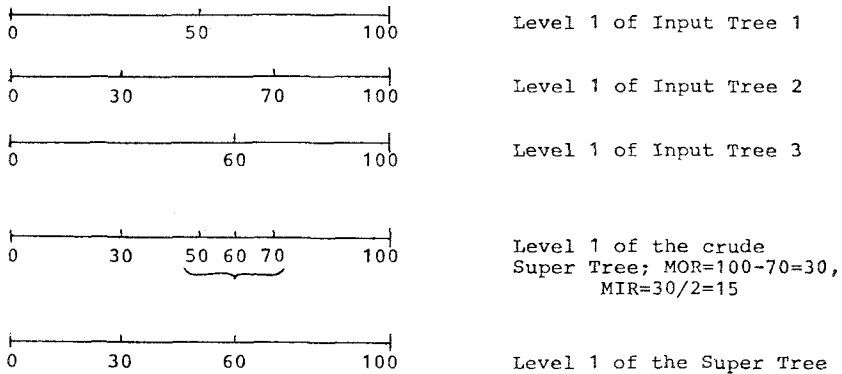 0 50 100 Level 1 of Input Tree 1
0 30 70 100 Level 1 of Input Tree 2
0 60 100 Level 1 of Input Tree 3
0 30 50 60 70 100 Level 1 of the crude
Super Tree; MOR=100-70=30,
MIR=30/2=15
0 30 60 100 Level 1 of the Super Tree